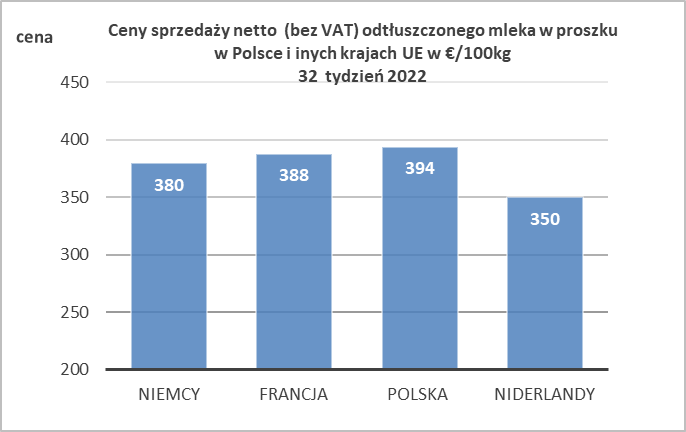 cena
Ceny sprzedaży netto (bez VAT) odtłuszczonego mleka w proszku
w Polsce i inych krajach UE w €/100kg
32 tydzień 2022
450
400
350
300
250
200
380
388
394
350
NIEMCY
FRANCJA
POLSKA
NIDERLANDY